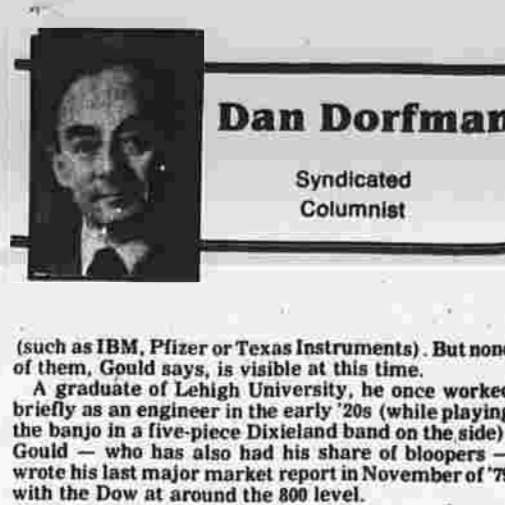 Dan Dorfman
Syndicated
Columnist
(such as IBM, Pfizer or Texas Instruments). But none
of them, Gould says, is visible at this time.
A graduate of Lehigh University, he once worked
briefly as an engineer in the early '20s (while playing
the banjo in a five-piece Dixieland band on the side)
Gould — who has also had his share of bloopers —
wrote his last major market report in November of '79
with the Dow at around the 800 level.